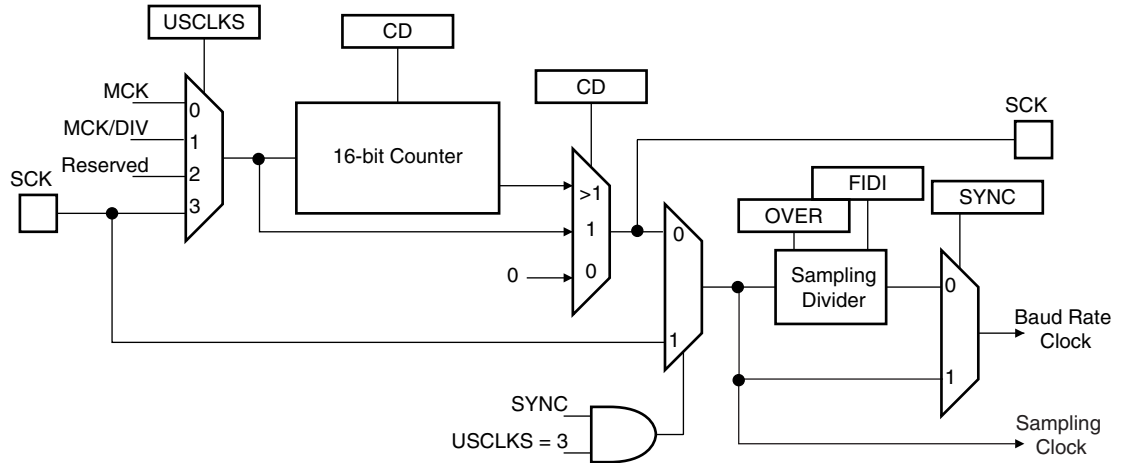 USCLKS
CD
CD
SCK
MCK
0
MCK/DIV
1
16-bit Counter
Reserved
2
SCK
3
>1
FIDI
OVER
SYNC
1
0
0
0
Sampling
Divider
0
Baud Rate
Clock
1
1
SYNC
USCLKS = 3
Sampling
Clock